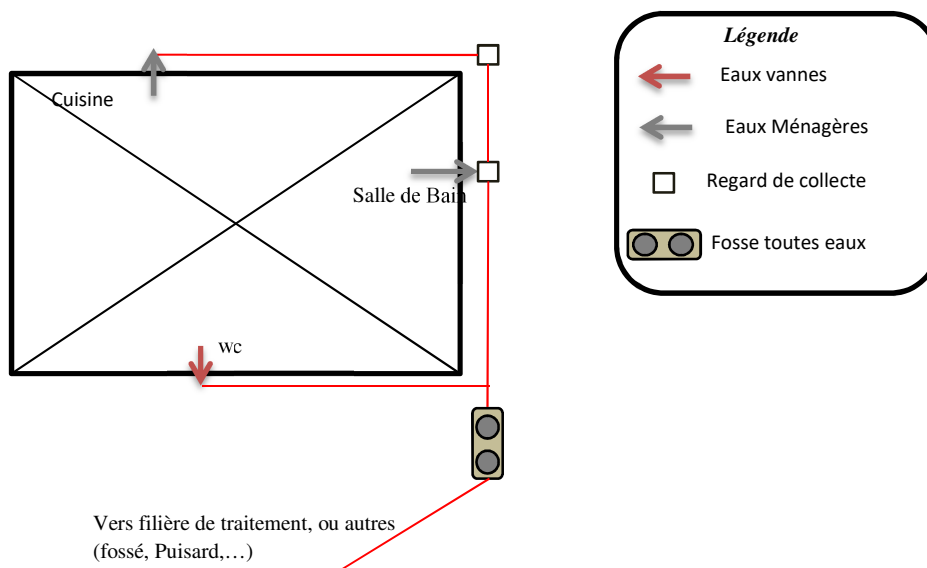 Cuisine
Salle de Bain
wc
Vers filière de traitement, ou autres
(fossé, Puisard,…)
Légende
Eaux vannes
Eaux Ménagères
Regard de collecte
Fosse toutes eaux